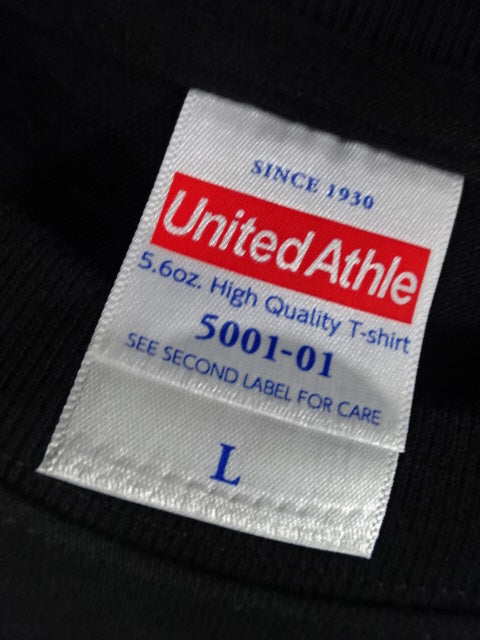 SINCE 1930
United Athle
5.6oz. High Quality T-shirt
5001-01
SEE SECOND LABEL FOR CARE
L